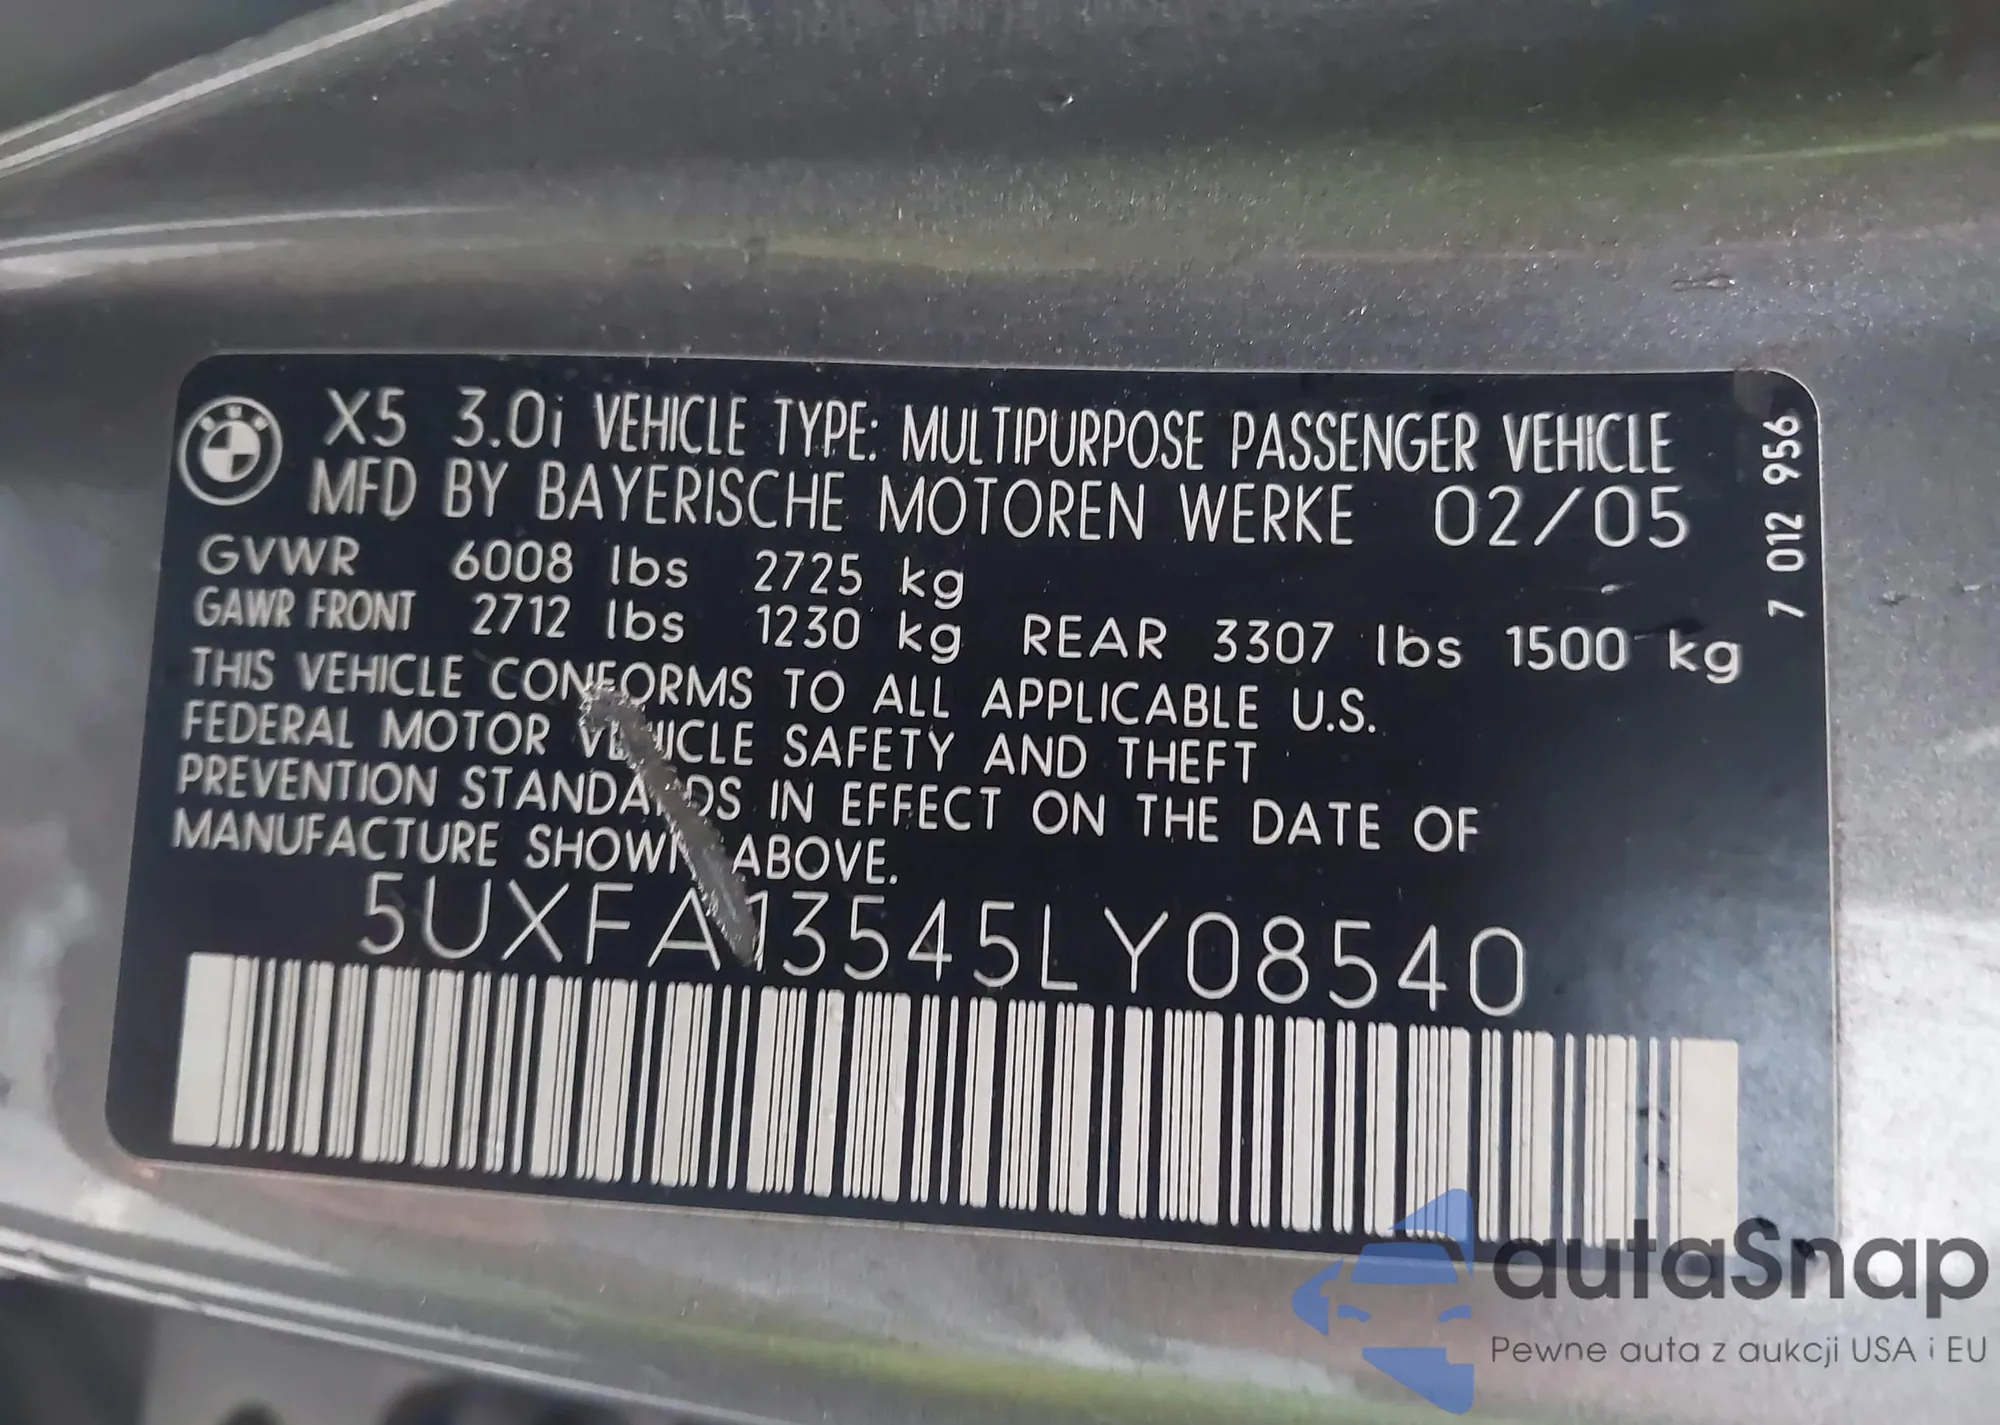 X5 3.0i VEHICLE TYPE: MULTIPURPOSE PASSENGER VEHICLE
MFD BY BAYERISCHE MOTOREN WERKE 02/05
GVWR 6008 lbs 2725 kg
GAWR FRONT 2712 lbs 1230 kg REAR 3307 lbs 1500 kg
THIS VEHICLE CONFORMS TO ALL APPLICABLE U.S.
FEDERAL MOTOR VEHICLE SAFETY AND THEFT
PREVENTION STANDARDS IN EFFECT ON THE DATE OF
MANUFACTURE SHOWN ABOVE.
5UXFA13545LY08540
7 012 956
autaSnap
Pewne auta z aukcji USA i EU